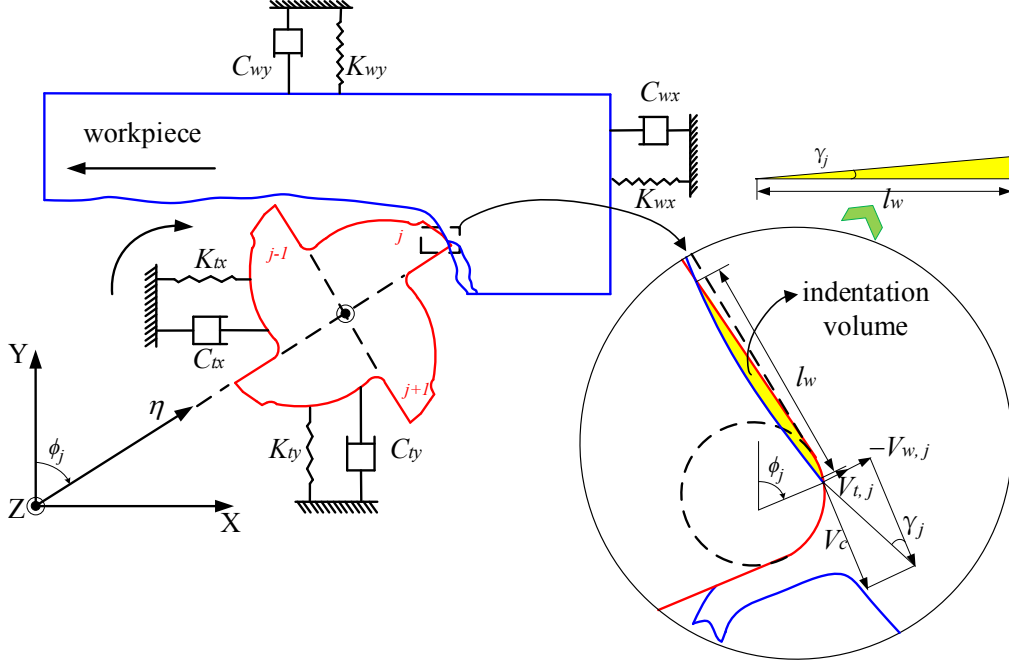 Cwy
Kwy
Cwx
workpiece
γj
lw
Kwx
j
j-1
Ktx
indentation
volume
Ctx
lw
Y
j+1
η
ϕj
Kty
Cty
ϕj
−Vw, j
Vt, j
Z
X
Vc
γj